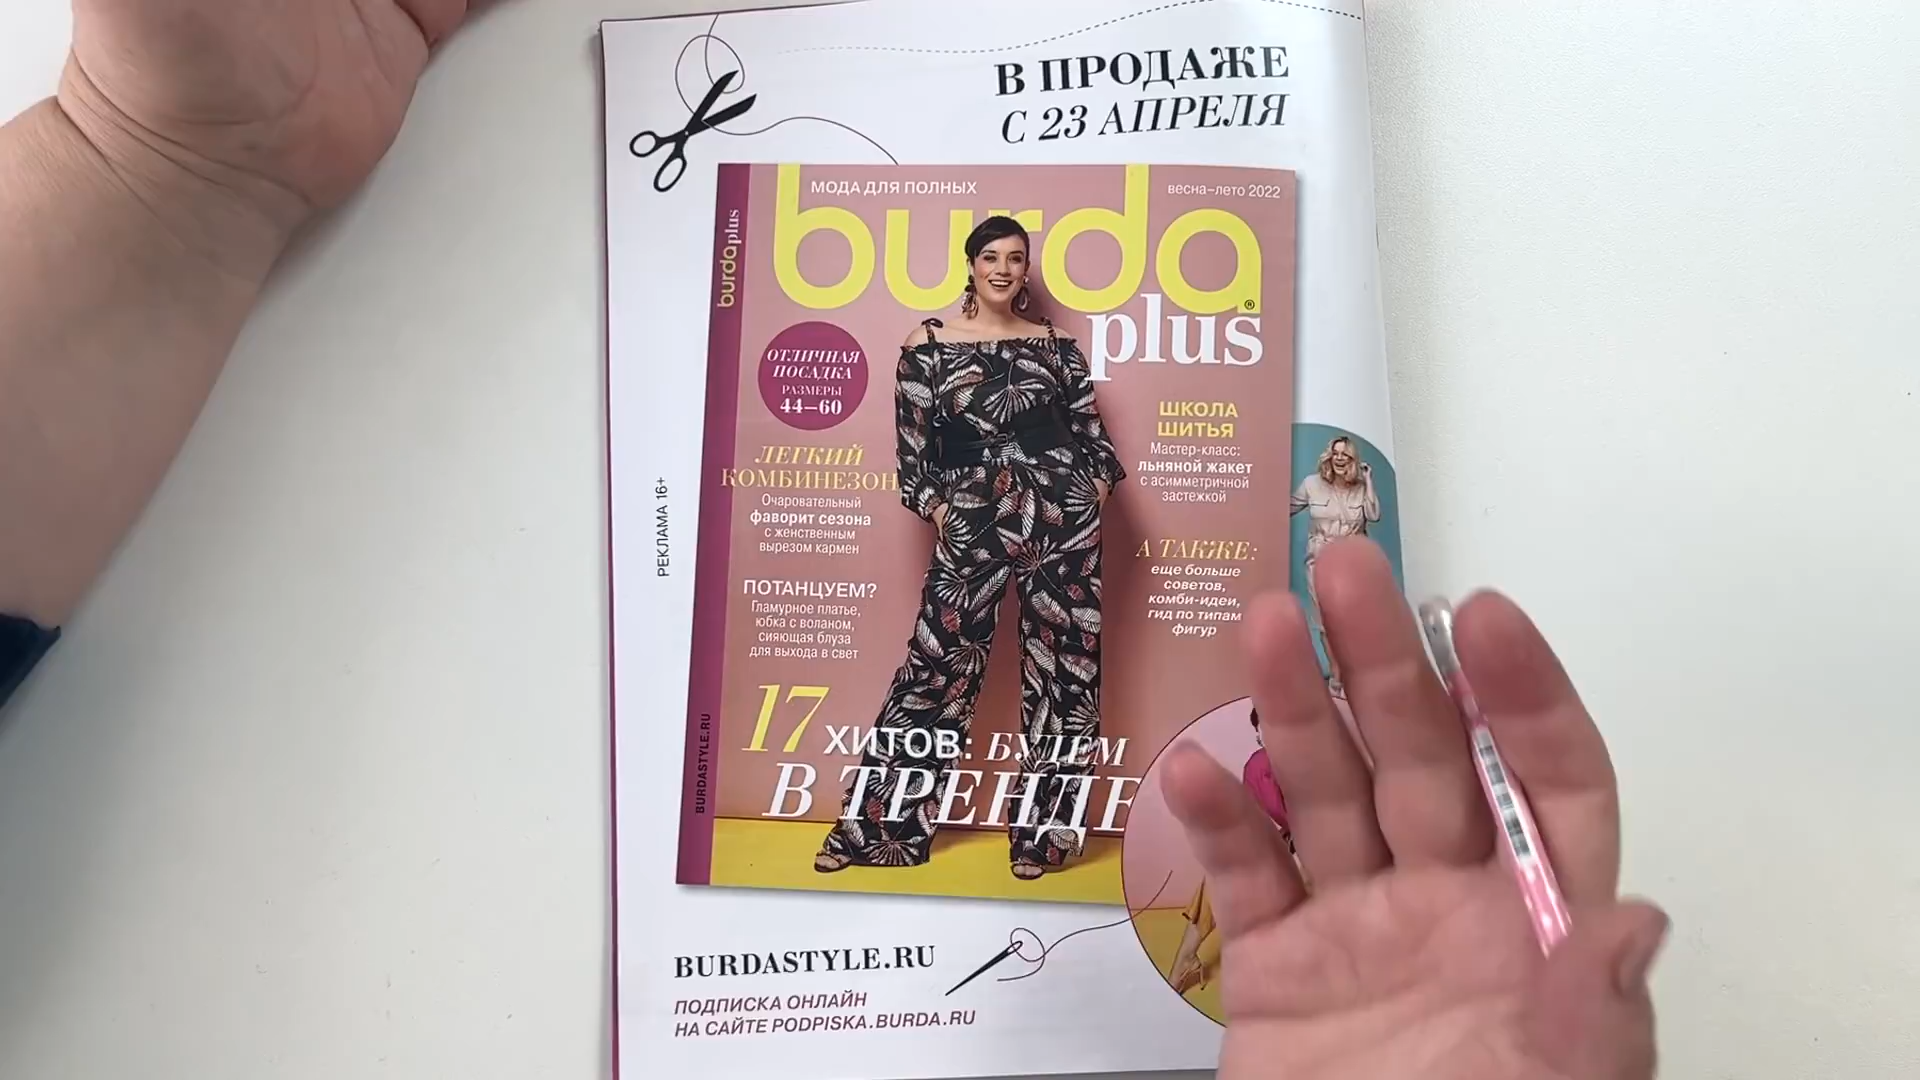 В ПРОДАЖЕ
С 23 АПРЕЛЯ
МОДА ДЛЯ ПОЛНЫХ
весна–лето 2022
burda®
plus
burdaplus
ОТЛИЧНАЯ
ПОСАДКА
РАЗМЕРЫ
44–60
ЛЕГКИЙ
КОМБИНЕЗОН
Очаровательный
фаворит сезона
с женственным
вырезом кармен
ПОТАНЦУЕМ?
Гламурное платье,
юбка с воланом,
сияющая блуза
для выхода в свет
ШКОЛА
ШИТЬЯ
Мастер-класс:
льняной жакет
с асимметричной
застежкой
А ТАКЖЕ:
еще больше
советов,
комби-идеи,
гид по типам
фигур
17 ХИТОВ: БУДЕМ
В ТРЕНДЕ
BURDASTYLE.RU
РЕКЛАМА 16+
BURDASTYLE.RU
ПОДПИСКА ОНЛАЙН
НА САЙТЕ PODPISKA.BURDA.RU